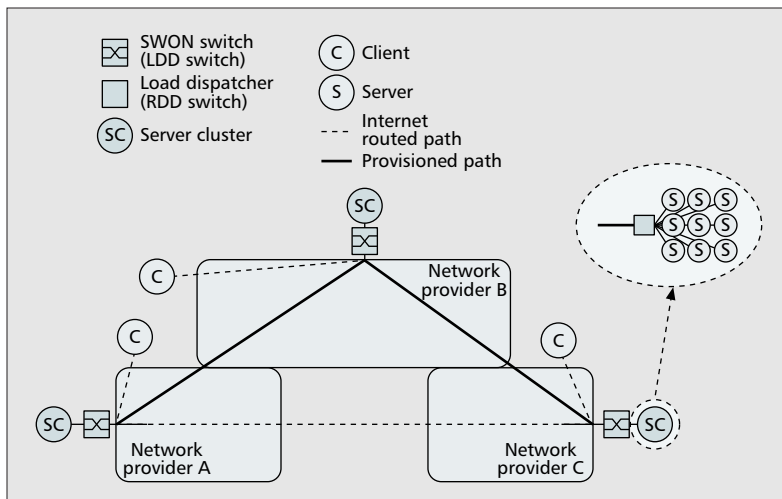 SWON switch
(LDD switch)
Load dispatcher
(RDD switch)
SC Server cluster
C Client
S Server
Internet
routed path
Provisioned path
SC
S S S
S S S
S S S
C
Network
provider B
C
C
SC
SC
Network
provider A
Network
provider C